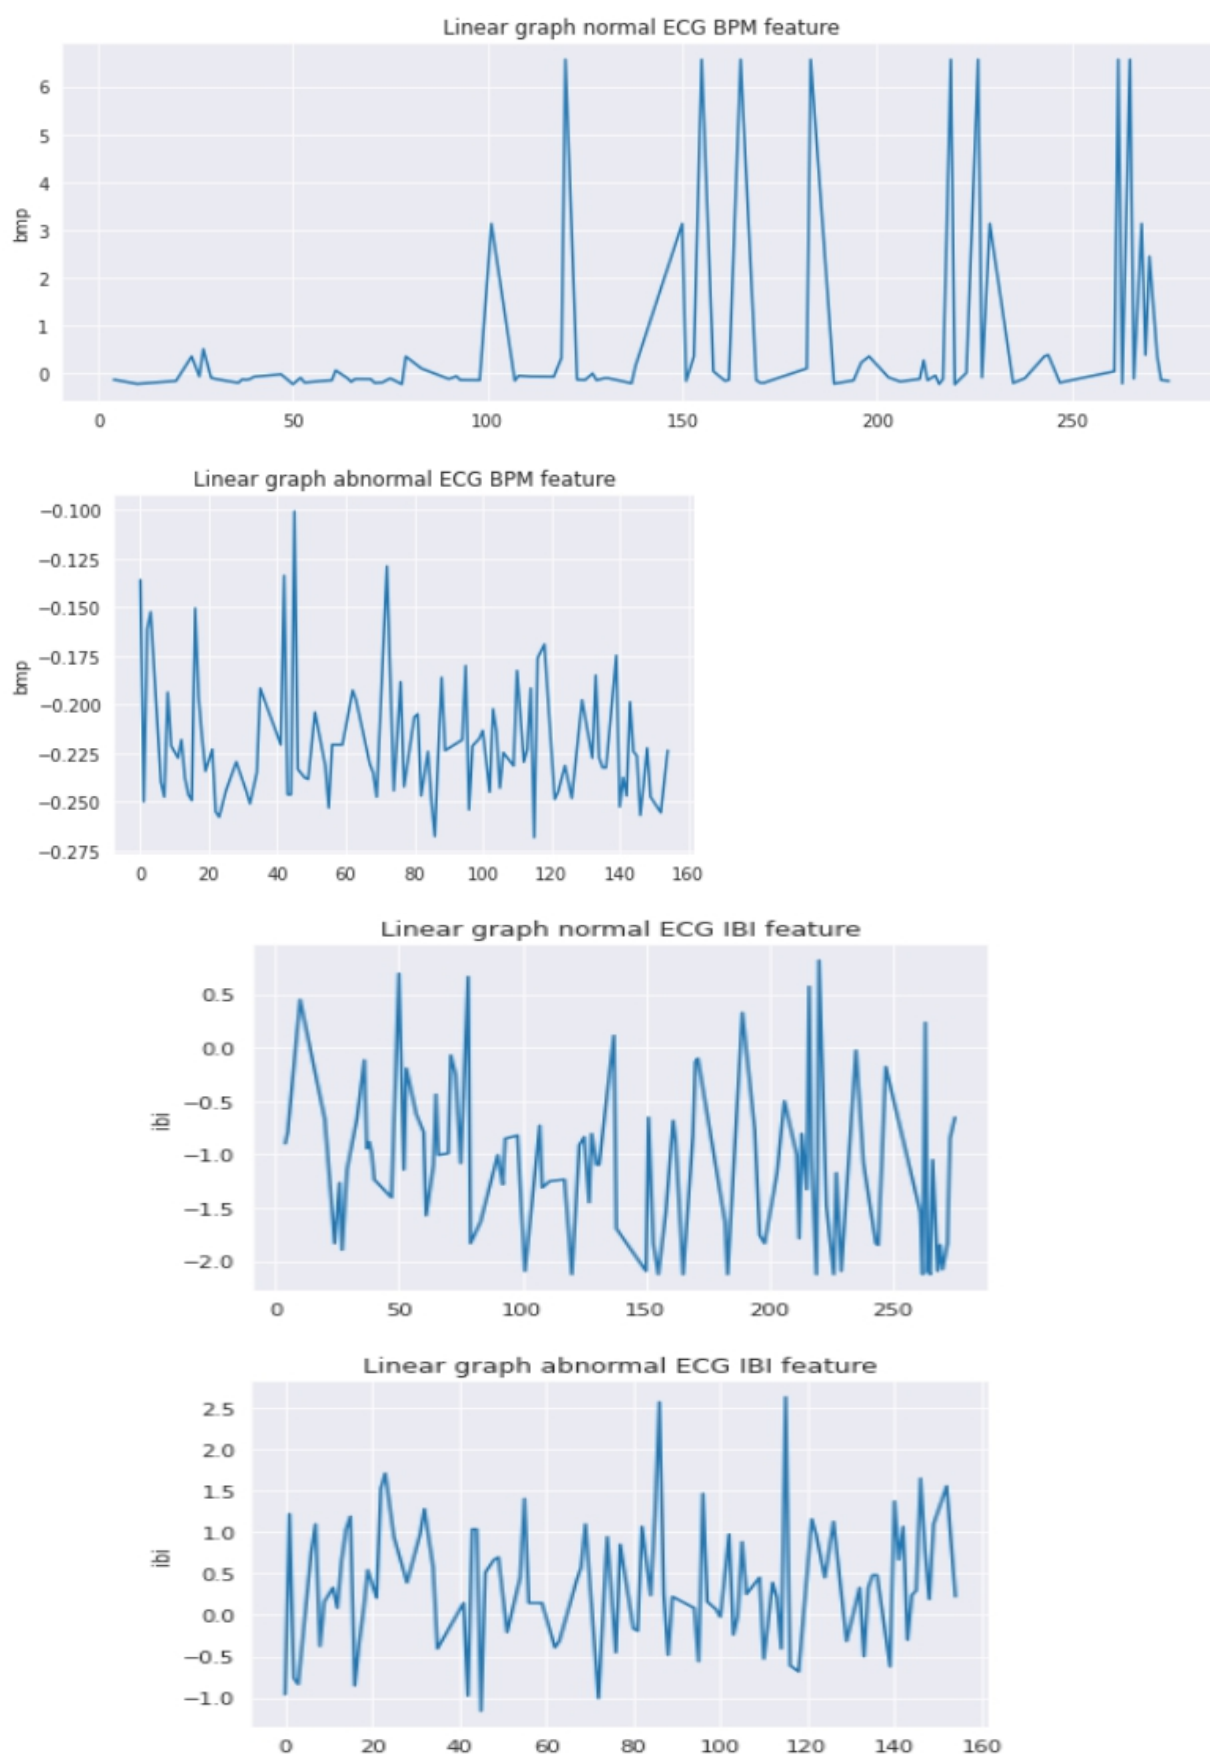 Linear graph normal ECG BPM feature
6
5
4
3
2
1
0
bmp
0 50 100 150 200 250
Linear graph abnormal ECG BPM feature
−0.100
−0.125
−0.150
−0.175
−0.200
−0.225
−0.250
−0.275
bmp
0 20 40 60 80 100 120 140 160
Linear graph normal ECG IBI feature
0.5
0.0
−0.5
−1.0
−1.5
−2.0
ibi
0 50 100 150 200 250
Linear graph abnormal ECG IBI feature
2.5
2.0
1.5
1.0
0.5
0.0
−0.5
−1.0
ibi
0 20 40 60 80 100 120 140 160